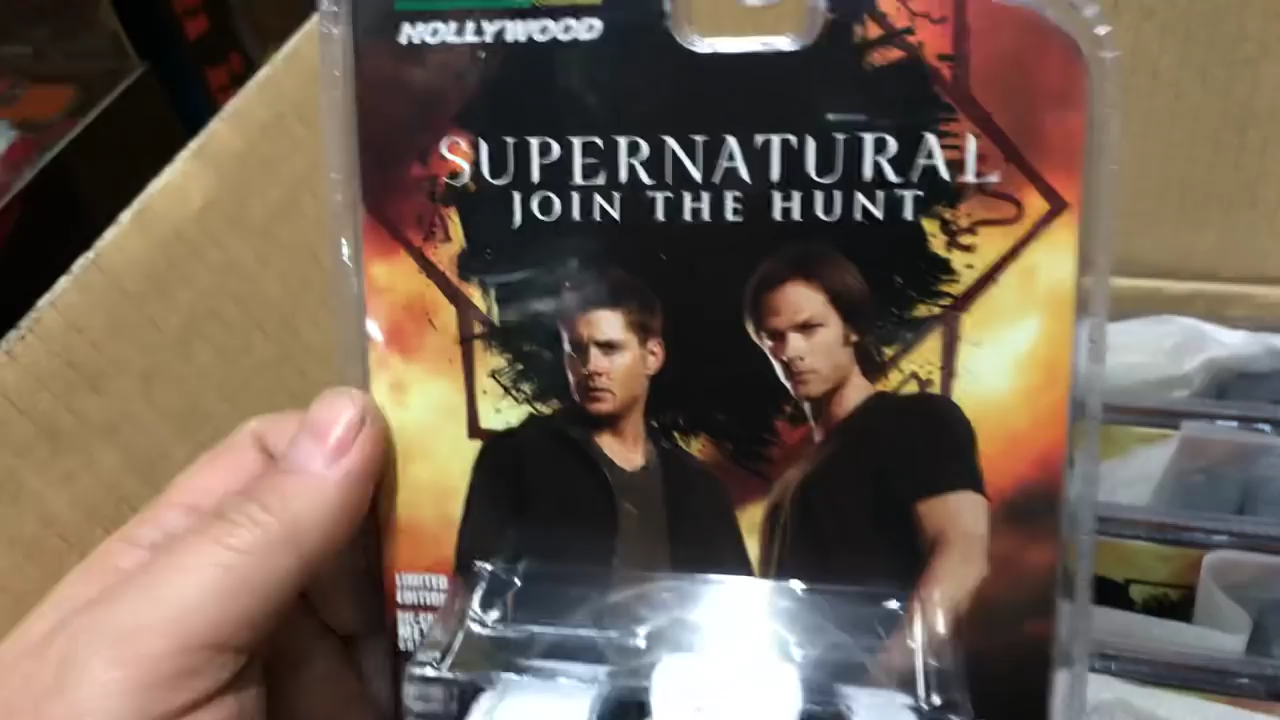 HOLLYWOOD
SUPERNATURAL
JOIN THE HUNT
LIMITED
EDITION